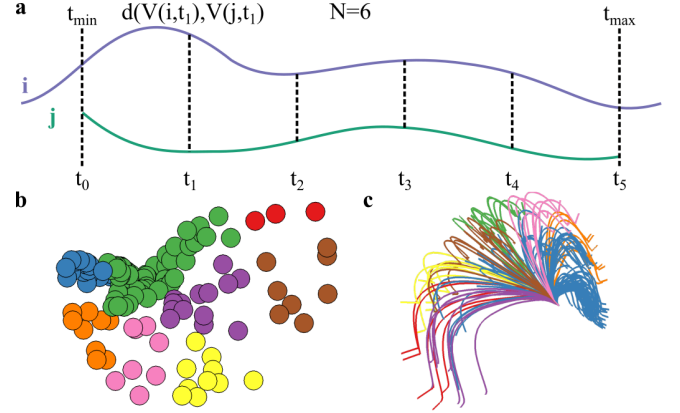 a
t_min d(V(i,t_1),V(j,t_1) N=6 t_max
i
j
t_0 t_1 t_2 t_3 t_4 t_5
b c